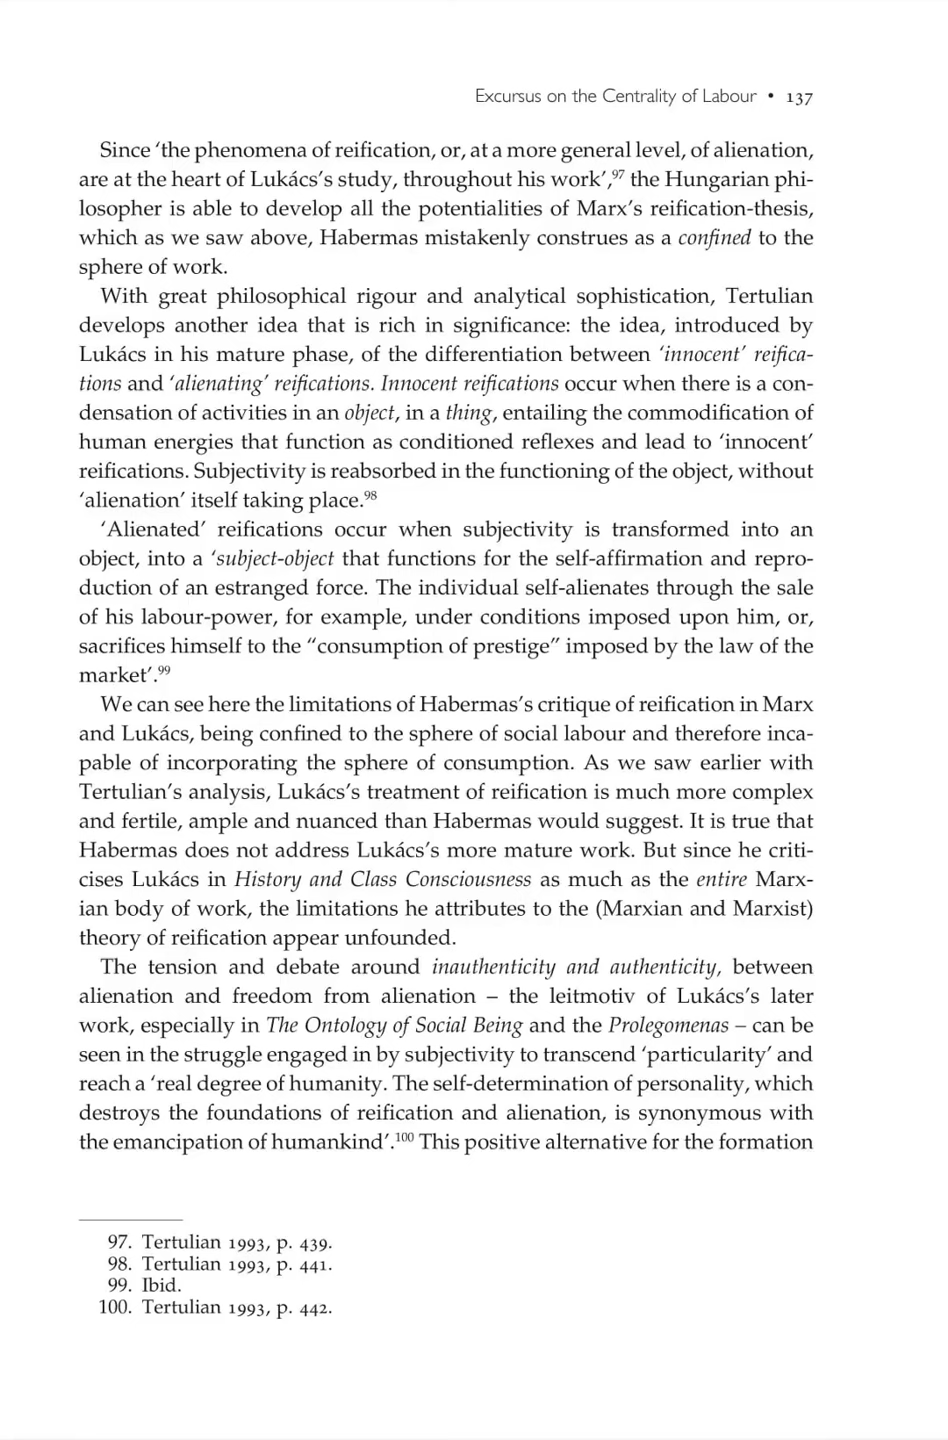 Excursus on the Centrality of Labour • 137
Since ‘the phenomena of reification, or, at a more general level, of alienation,
are at the heart of Lukács’s study, throughout his work’,97 the Hungarian phi-
losopher is able to develop all the potentialities of Marx’s reification-thesis,
which as we saw above, Habermas mistakenly construes as a confined to the
sphere of work.
With great philosophical rigour and analytical sophistication, Tertulian
develops another idea that is rich in significance: the idea, introduced by
Lukács in his mature phase, of the differentiation between ‘innocent’ reifica-
tions and ‘alienating’ reifications. Innocent reifications occur when there is a con-
densation of activities in an object, in a thing, entailing the commodification of
human energies that function as conditioned reflexes and lead to ‘innocent’
reifications. Subjectivity is reabsorbed in the functioning of the object, without
‘alienation’ itself taking place.98
‘Alienated’ reifications occur when subjectivity is transformed into an
object, into a ‘subject-object that functions for the self-affirmation and repro-
duction of an estranged force. The individual self-alienates through the sale
of his labour-power, for example, under conditions imposed upon him, or,
sacrifices himself to the “consumption of prestige” imposed by the law of the
market’.99
We can see here the limitations of Habermas’s critique of reification in Marx
and Lukács, being confined to the sphere of social labour and therefore inca-
pable of incorporating the sphere of consumption. As we saw earlier with
Tertulian’s analysis, Lukács’s treatment of reification is much more complex
and fertile, ample and nuanced than Habermas would suggest. It is true that
Habermas does not address Lukács’s more mature work. But since he criti-
cises Lukács in History and Class Consciousness as much as the entire Marx-
ian body of work, the limitations he attributes to the (Marxian and Marxist)
theory of reification appear unfounded.
The tension and debate around inauthenticity and authenticity, between
alienation and freedom from alienation – the leitmotiv of Lukács’s later
work, especially in The Ontology of Social Being and the Prolegomenas – can be
seen in the struggle engaged in by subjectivity to transcend ‘particularity’ and
reach a ‘real degree of humanity. The self-determination of personality, which
destroys the foundations of reification and alienation, is synonymous with
the emancipation of humankind’.100 This positive alternative for the formation
97. Tertulian 1993, p. 439.
98. Tertulian 1993, p. 441.
99. Ibid.
100. Tertulian 1993, p. 442.